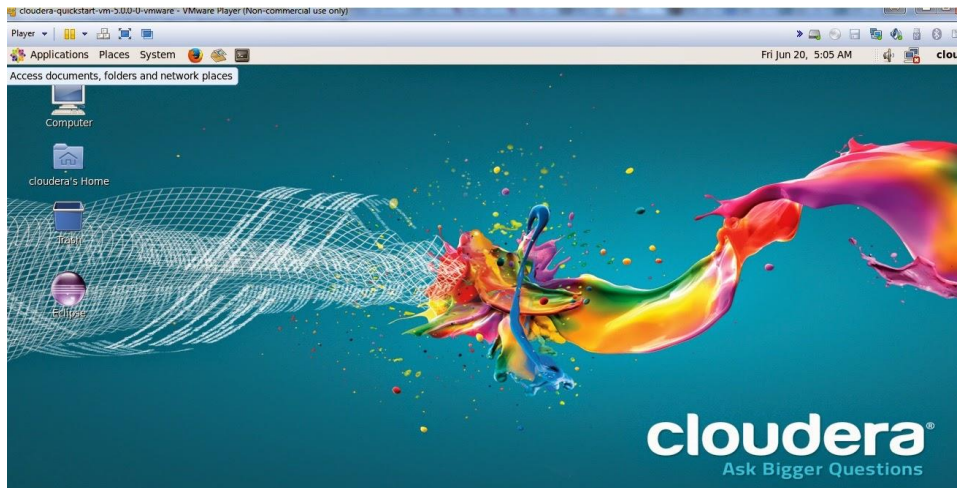 cloudera-quickstart-vm-5.0.0-0-vmware - VMware Player (Non-commercial use only)
Player
Applications Places System Fri Jun 20, 5:05 AM clou
Access documents, folders and network places
Computer
cloudera's Home
Trash
Eclipse
cloudera®
Ask Bigger Questions